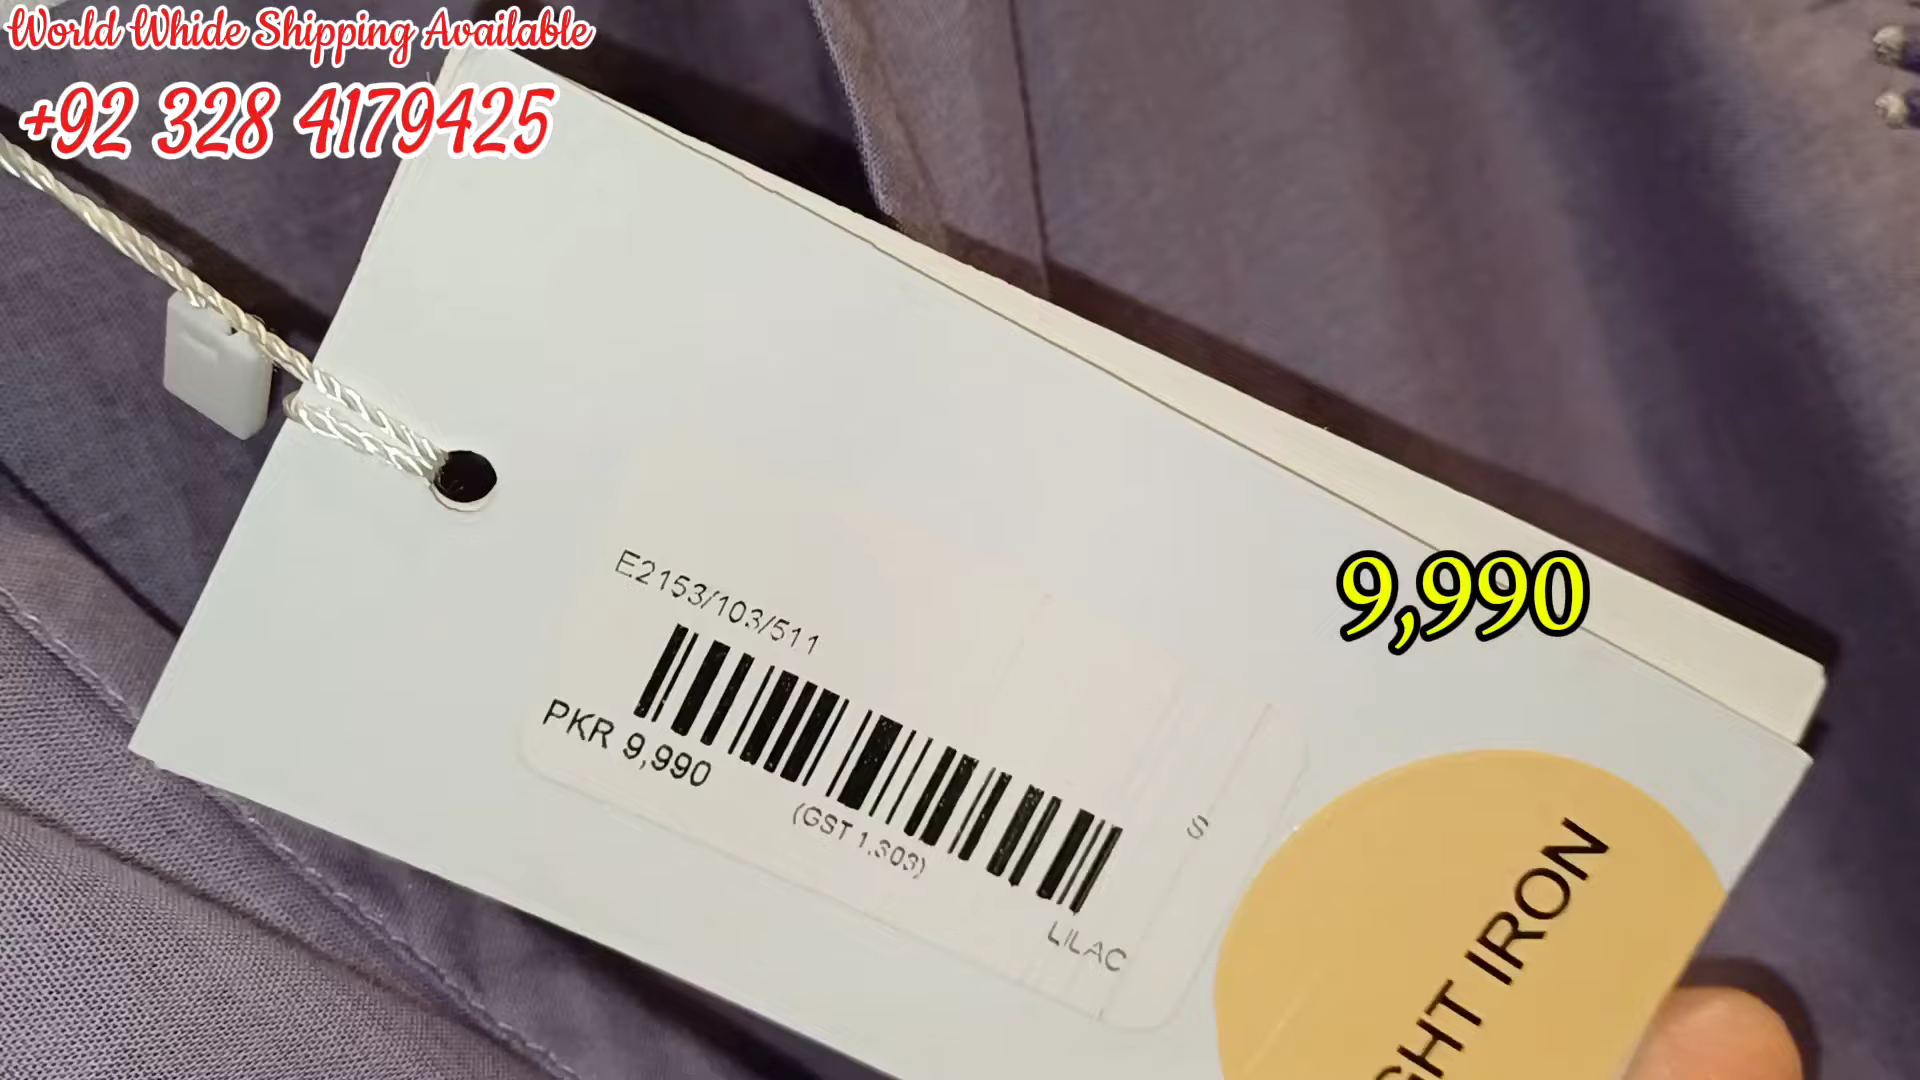 World Whide Shipping Available
+92 328 4179425
9,990
E2153/103/511
PKR 9,990
(GST 1,303)
S
LILAC
GHT IRON